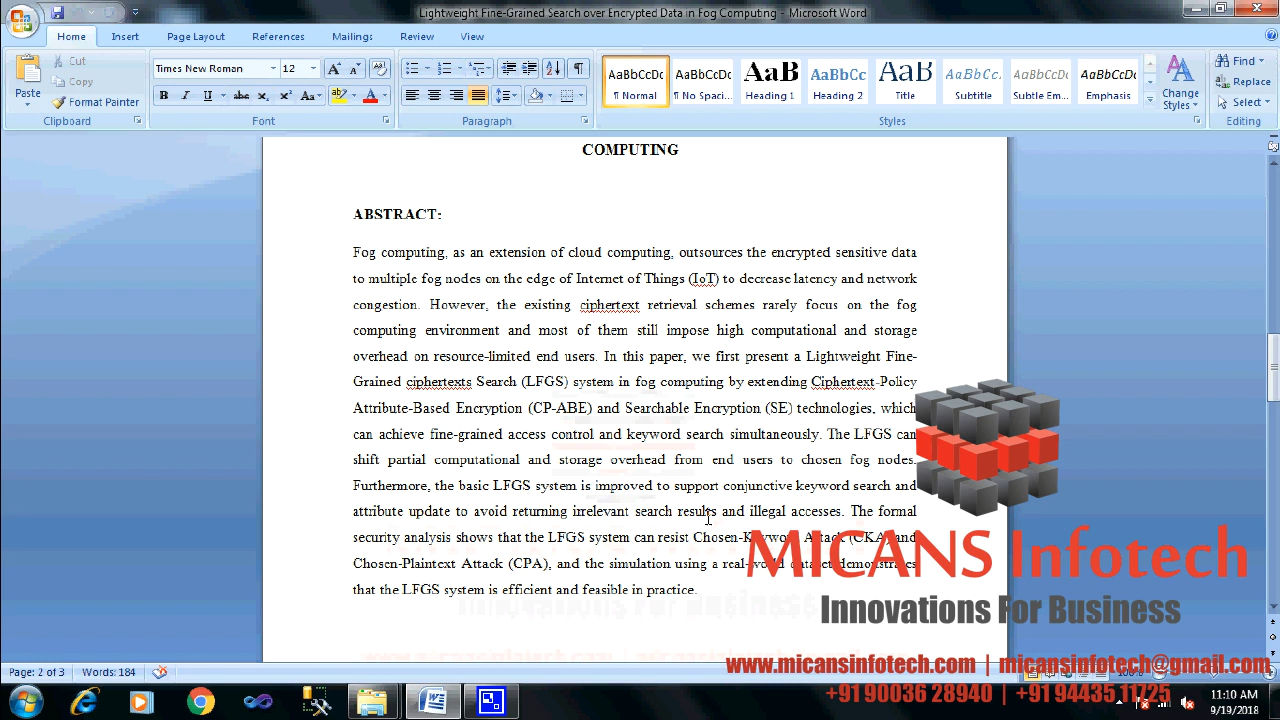 Lightweight Fine-Grained Search over Encrypted Data in Fog Computing - Microsoft Word
Home Insert Page Layout References Mailings Review View
Paste
Cut
Copy
Format Painter
Clipboard
Times New Roman 12
B I U abc x₂ x² Aa
Font
Paragraph
AaBbCcDc AaBbCcDc AaB AaBbCc AaB AaBbCc. AaBbCcDc AaBbCcDc
¶ Normal ¶ No Spaci... Heading 1 Heading 2 Title Subtitle Subtle Em... Emphasis
Styles
Change
Styles
Find
Replace
Select
Editing
COMPUTING
ABSTRACT:
Fog computing, as an extension of cloud computing, outsources the encrypted sensitive data
to multiple fog nodes on the edge of Internet of Things (IoT) to decrease latency and network
congestion. However, the existing ciphertext retrieval schemes rarely focus on the fog
computing environment and most of them still impose high computational and storage
overhead on resource-limited end users. In this paper, we first present a Lightweight Fine-
Grained ciphertexts Search (LFGS) system in fog computing by extending Ciphertext-Policy
Attribute-Based Encryption (CP-ABE) and Searchable Encryption (SE) technologies, which
can achieve fine-grained access control and keyword search simultaneously. The LFGS can
shift partial computational and storage overhead from end users to chosen fog nodes.
Furthermore, the basic LFGS system is improved to support conjunctive keyword search and
attribute update to avoid returning irrelevant search results and illegal accesses. The formal
security analysis shows that the LFGS system can resist Chosen-Keyword Attack (CKA) and
Chosen-Plaintext Attack (CPA), and the simulation using a real-world dataset demonstrates
that the LFGS system is efficient and feasible in practice.
MICANS Infotech
Innovations For Business
www.micansinfotech.com | micansinfotech@gmail.com
+91 90036 28940 | +91 94435 11725
Page: 2 of 3 Words: 184
100%
11:10 AM
9/19/2018